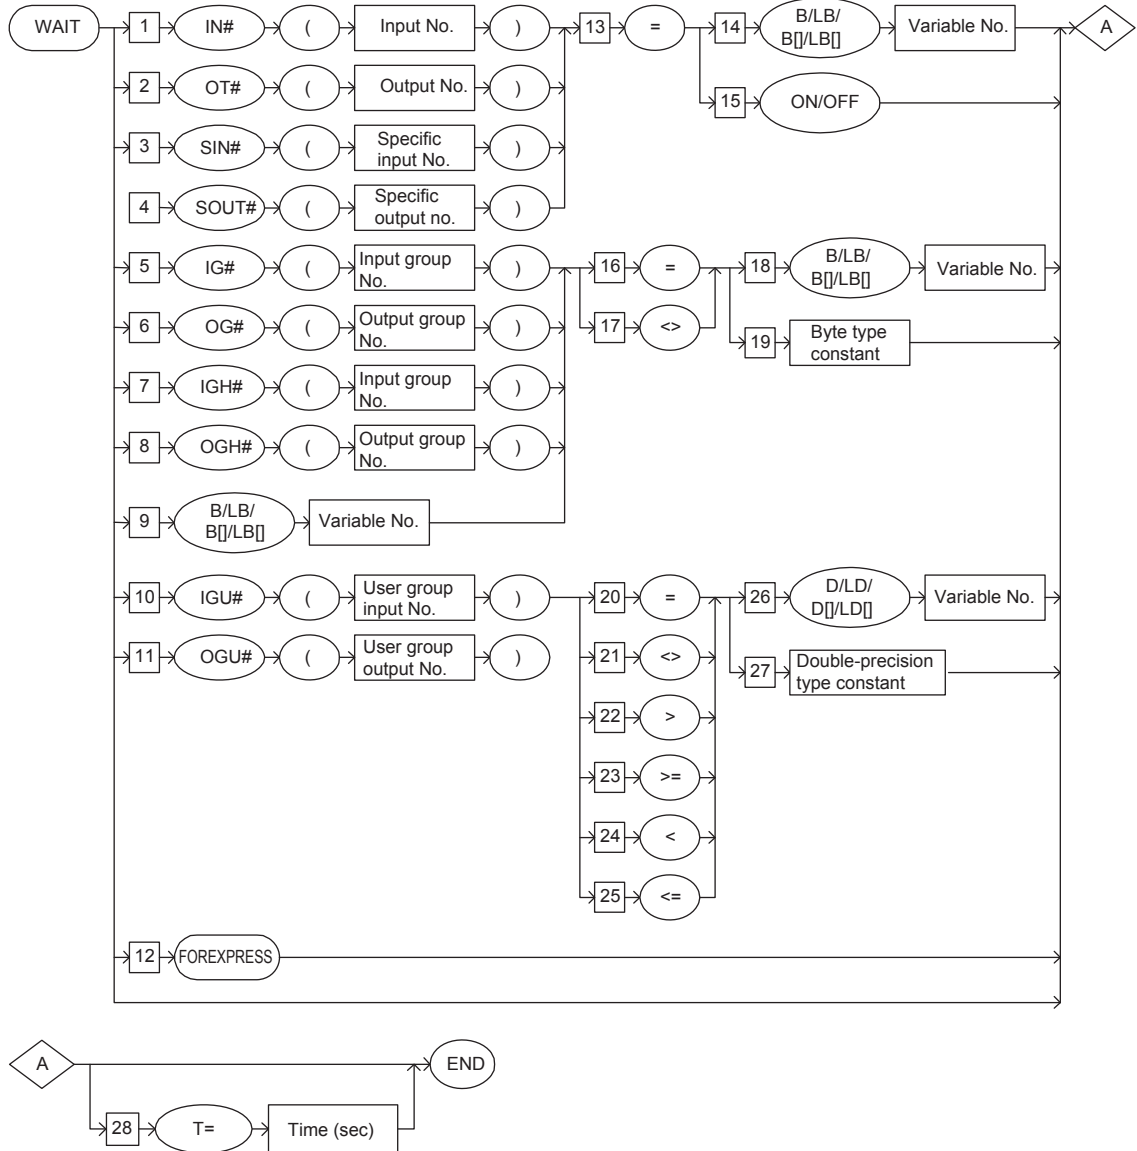 WAIT 1 IN# ( Input No. ) 13 = 14 B/LB/ B[]/LB[] Variable No. A
2 OT# ( Output No. ) 15 ON/OFF
3 SIN# ( Specific input No. )
4 SOUT# ( Specific output no. )
5 IG# ( Input group No. ) 16 = 18 B/LB/ B[]/LB[] Variable No.
6 OG# ( Output group No. ) 17 <> 19 Byte type constant
7 IGH# ( Input group No. )
8 OGH# ( Output group No. )
9 B/LB/ B[]/LB[] Variable No.
10 IGU# ( User group input No. ) 20 = 26 D/LD/ D[]/LD[] Variable No.
11 OGU# ( User group output No. ) 21 <> 27 Double-precision type constant
22 >
23 >=
24 <
25 <=
12 FOREXPRESS
A END
28 T= Time (sec)